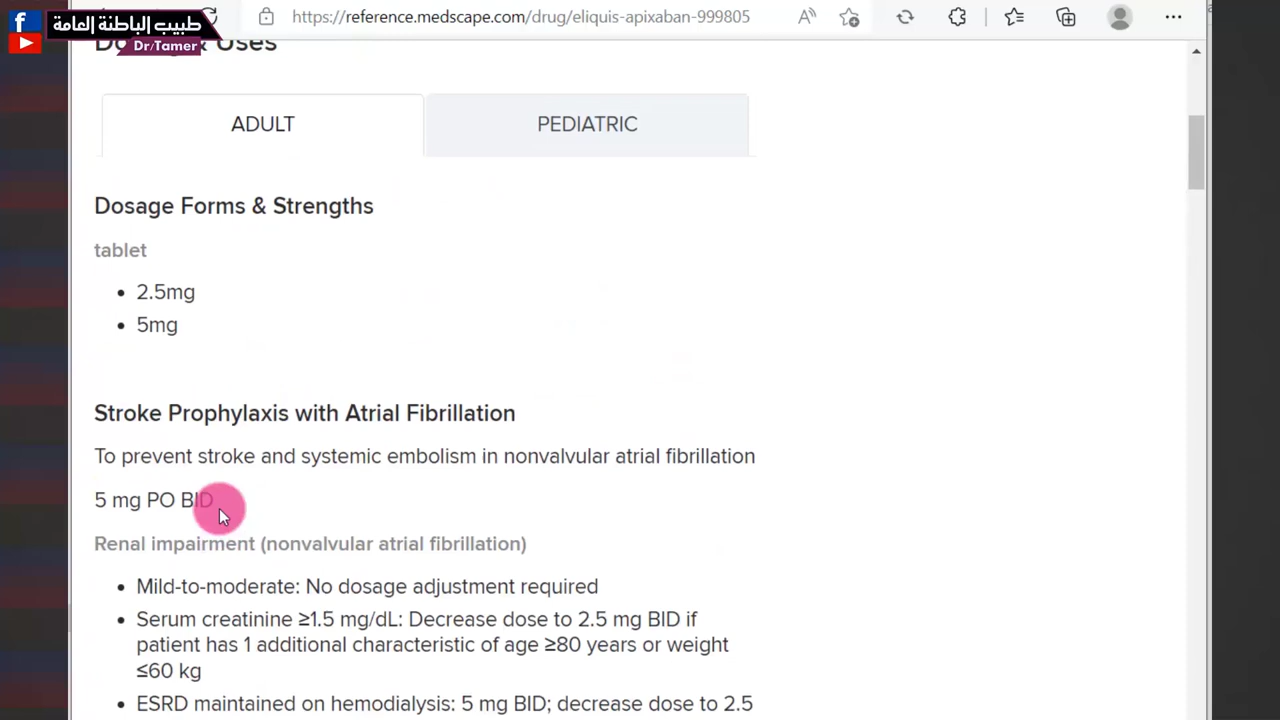 طبيب الباطنة العامة
https://reference.medscape.com/drug/eliquis-apixaban-999805
Dr/Tamer
Uses
ADULT
PEDIATRIC
Dosage Forms & Strengths
tablet
• 2.5mg
• 5mg
Stroke Prophylaxis with Atrial Fibrillation
To prevent stroke and systemic embolism in nonvalvular atrial fibrillation
5 mg PO BID
Renal impairment (nonvalvular atrial fibrillation)
• Mild-to-moderate: No dosage adjustment required
• Serum creatinine ≥1.5 mg/dL: Decrease dose to 2.5 mg BID if
patient has 1 additional characteristic of age ≥80 years or weight
≤60 kg
• ESRD maintained on hemodialysis: 5 mg BID; decrease dose to 2.5